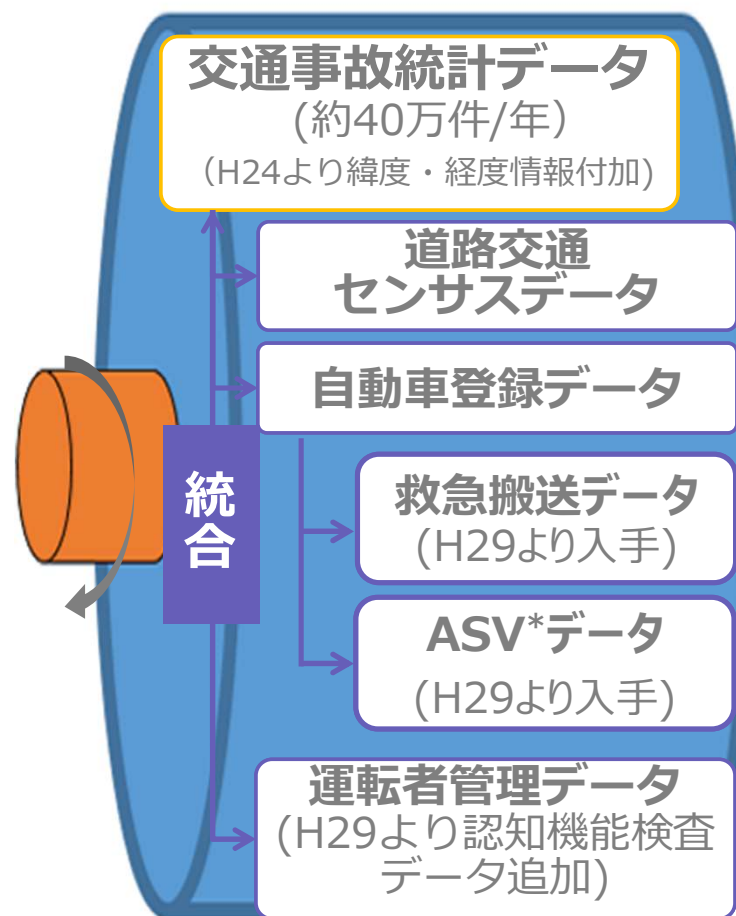 交通事故統計データ
(約40万件/年）
（H24より緯度・経度情報付加)
道路交通
センサスデータ
自動車登録データ
統
合
救急搬送データ
(H29より入手)
ASV*データ
(H29より入手)
運転者管理データ
(H29より認知機能検査
データ追加)